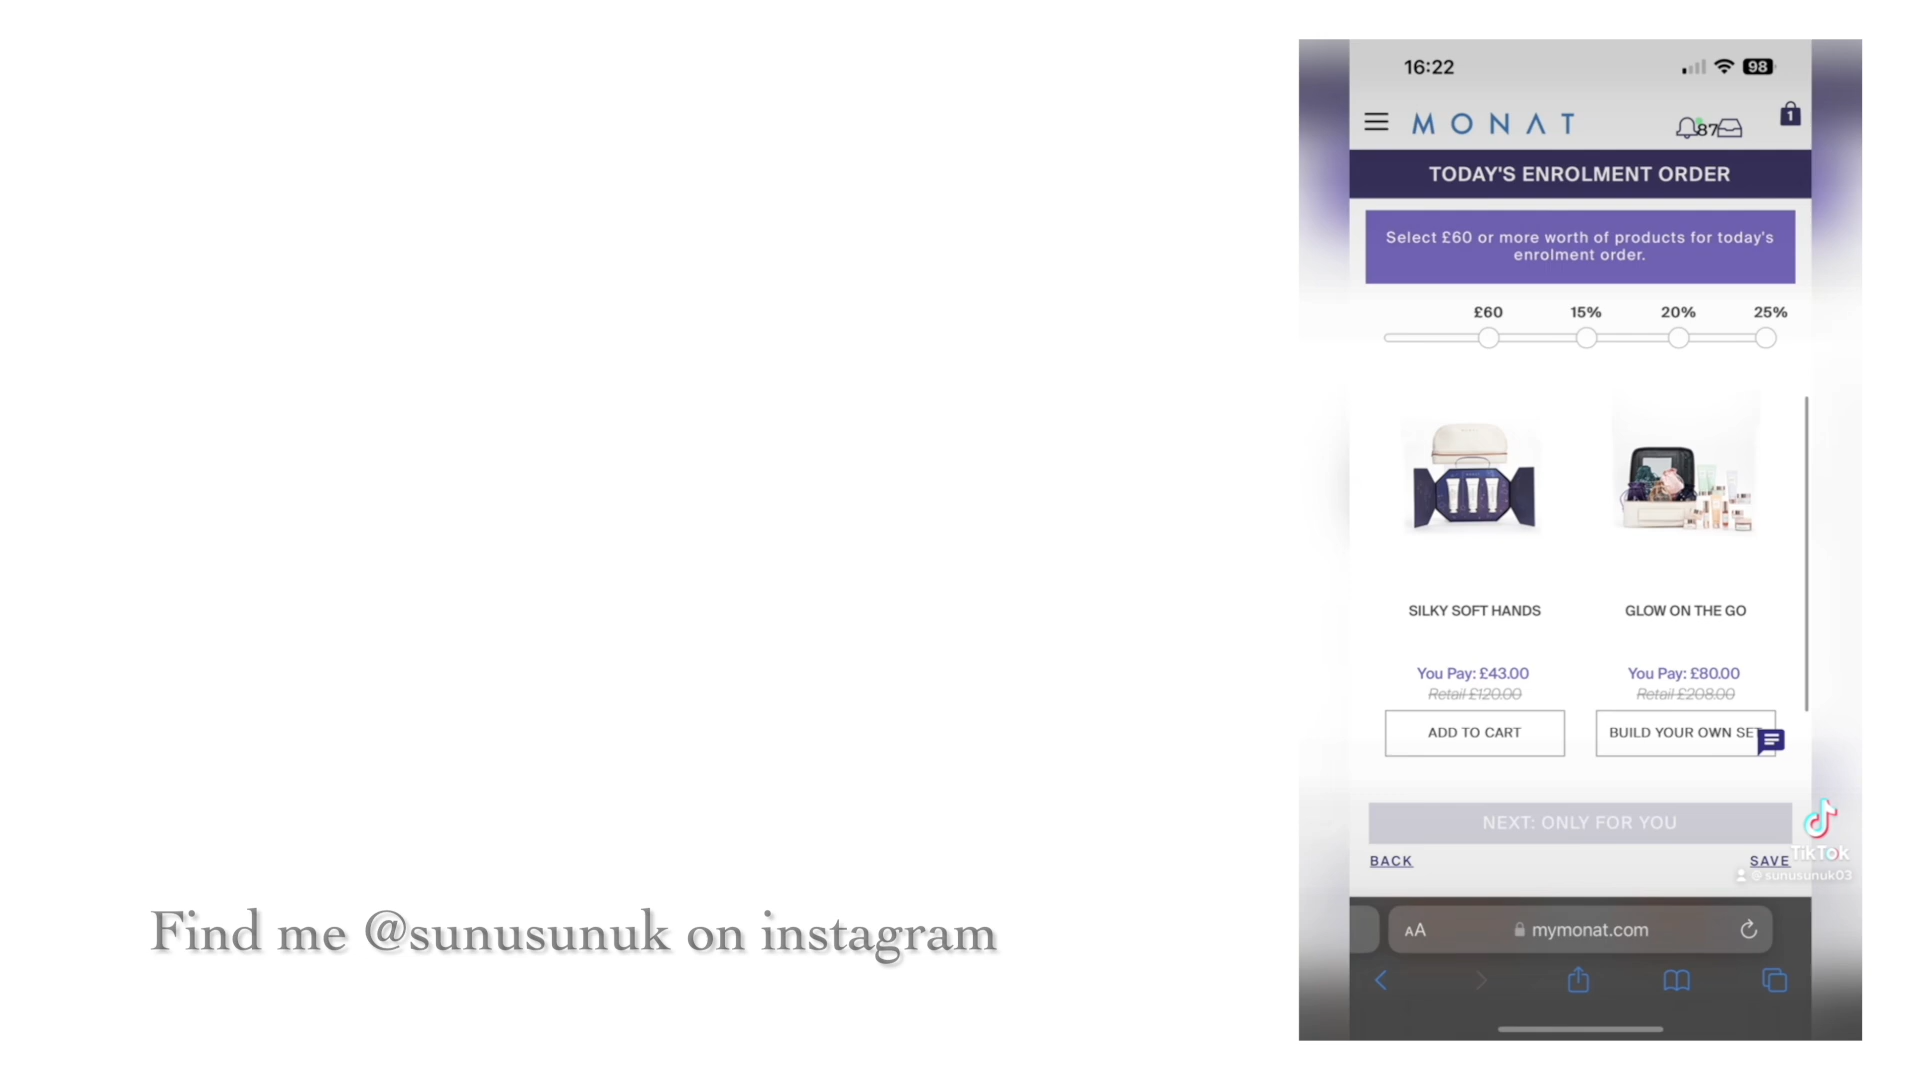 16:22
98
MONAT
87
1
TODAY'S ENROLMENT ORDER
Select £60 or more worth of products for today's
enrolment order.
£60 15% 20% 25%
SILKY SOFT HANDS
You Pay: £43.00
Retail £120.00
ADD TO CART
GLOW ON THE GO
You Pay: £80.00
Retail £208.00
BUILD YOUR OWN SET
NEXT: ONLY FOR YOU
BACK
SAVE
TikTok
@sunusunuk03
AA
mymonat.com
Find me @sunusunuk on instagram